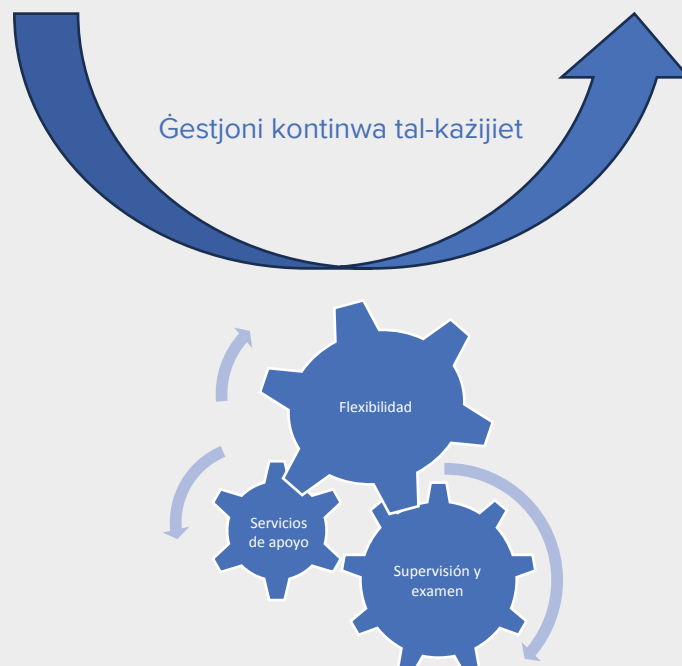 Ġestjoni kontinwa tal-każijiet
Flexibilidad
Servicios
de apoyo
Supervisión y
examen